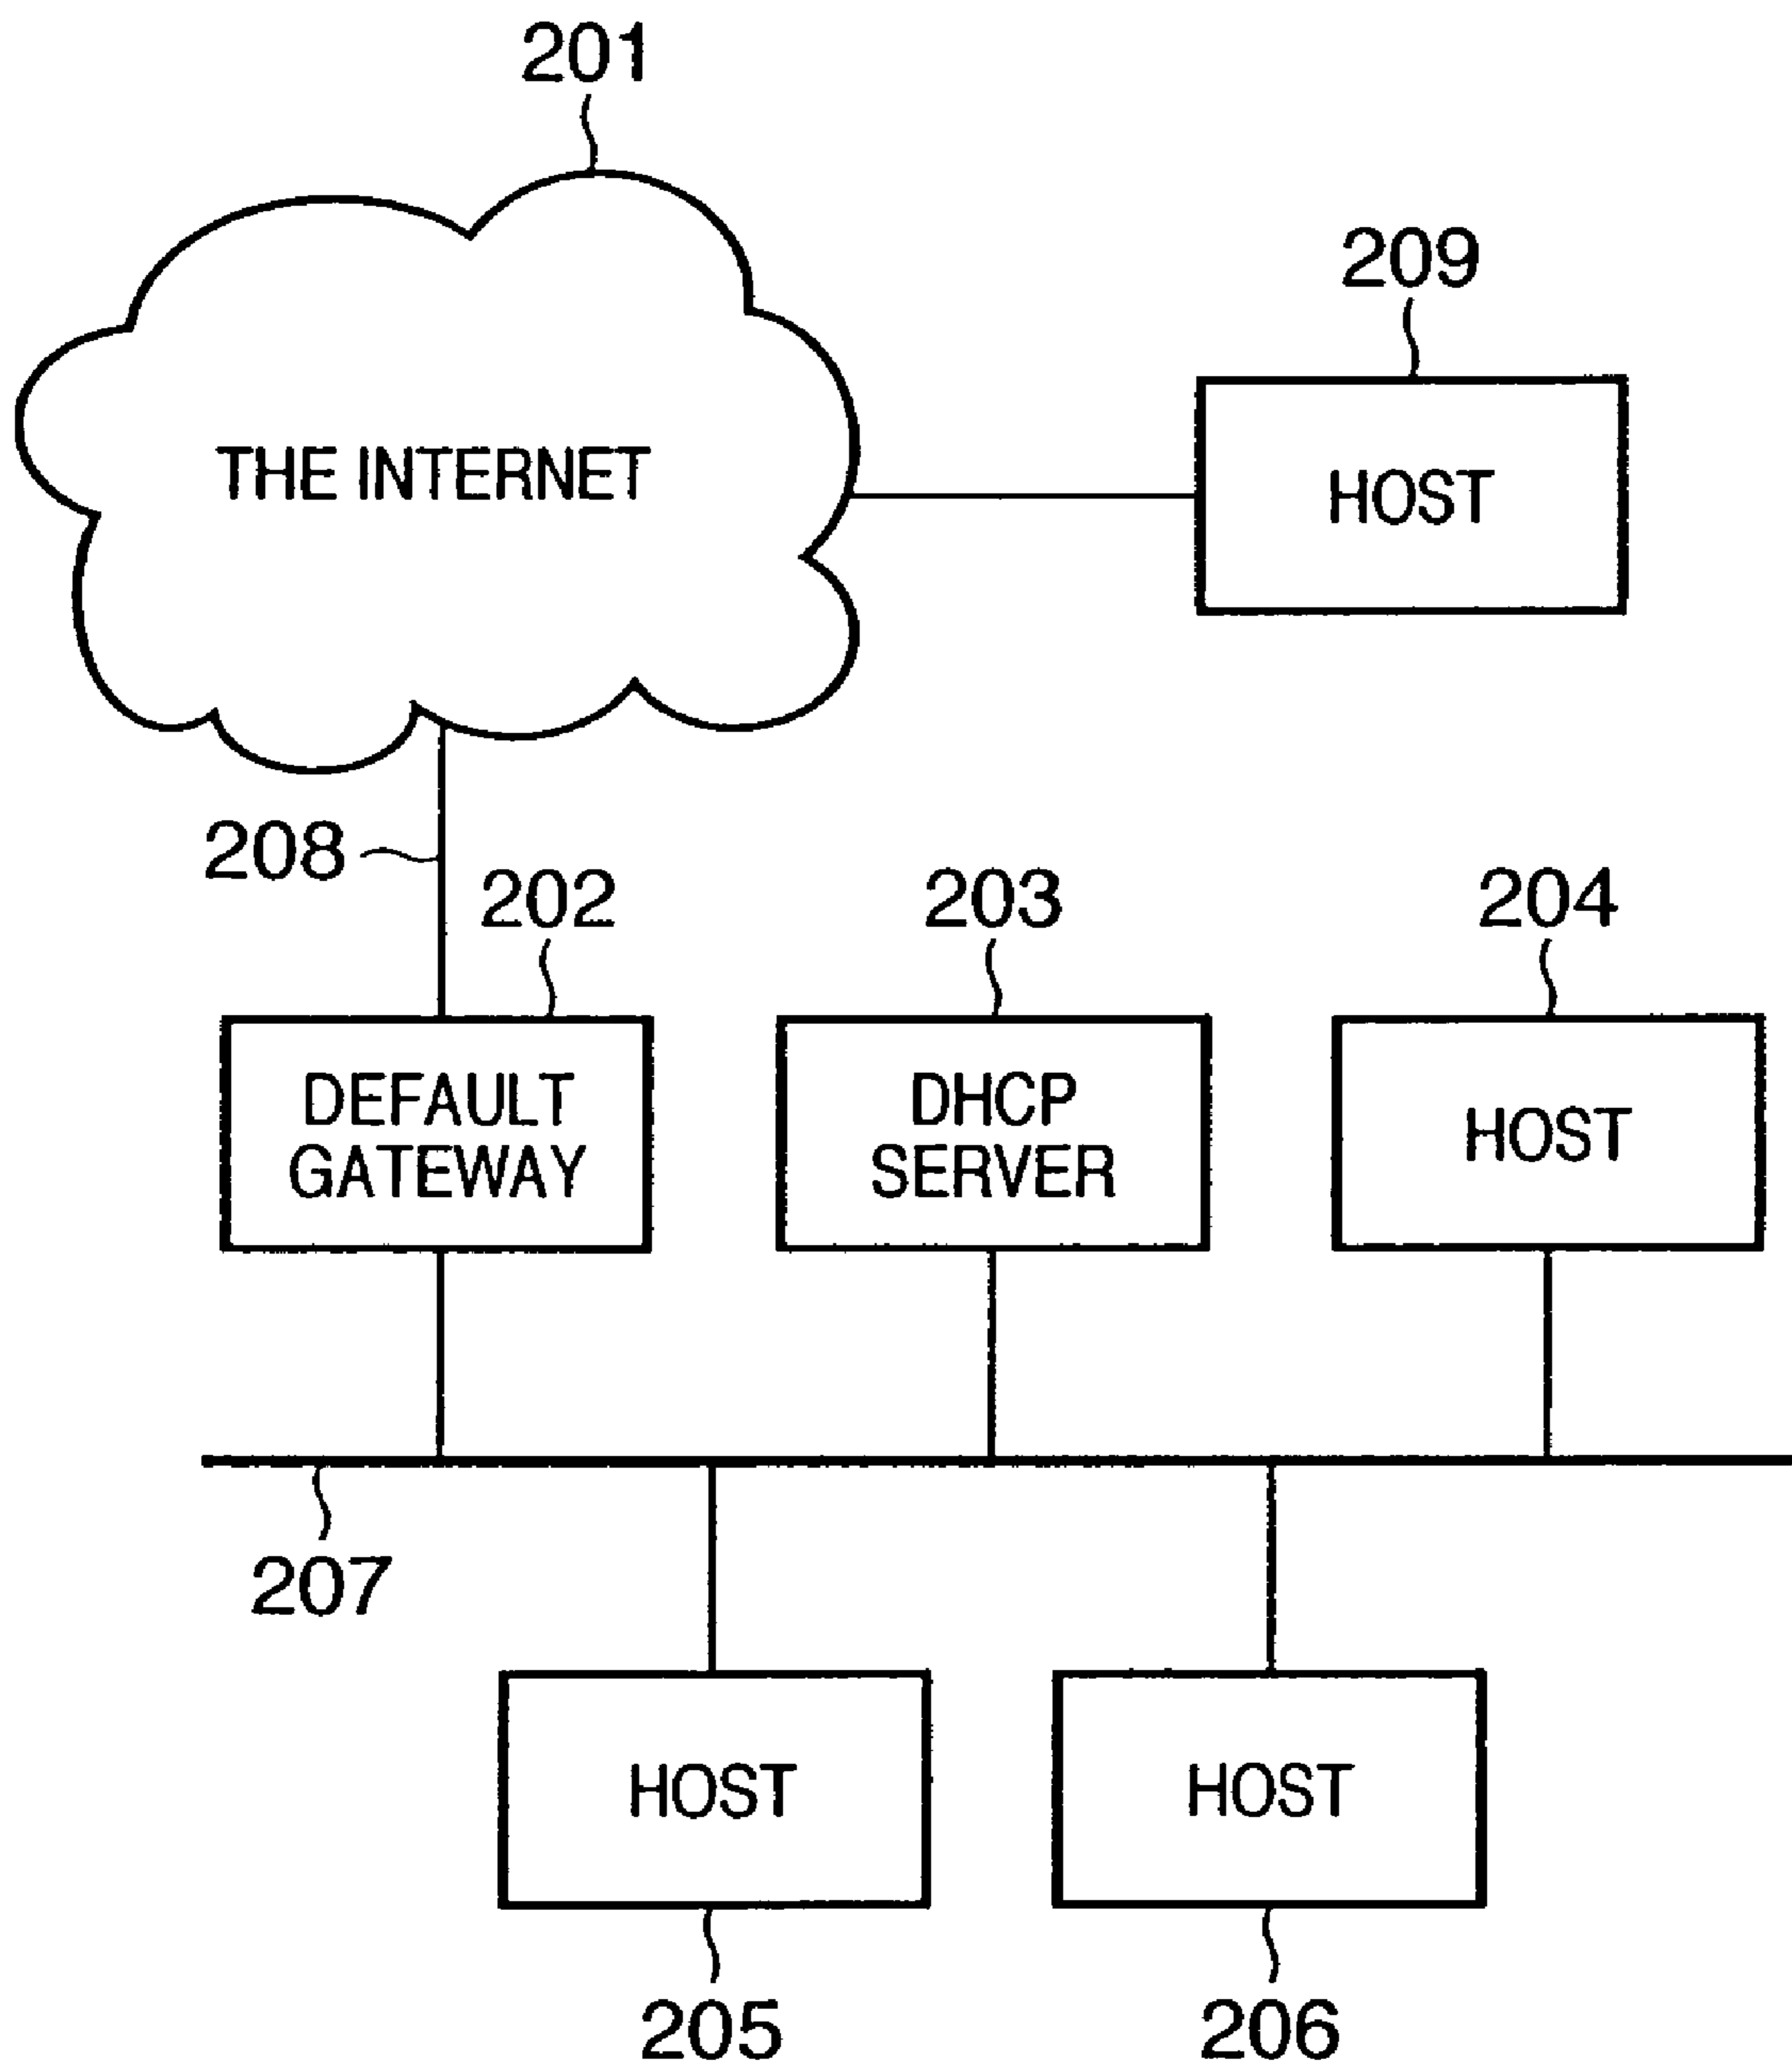 201
209
THE INTERNET
HOST
208
202
203
204
DEFAULT
GATEWAY
DHCP
SERVER
HOST
207
HOST
HOST
205
206